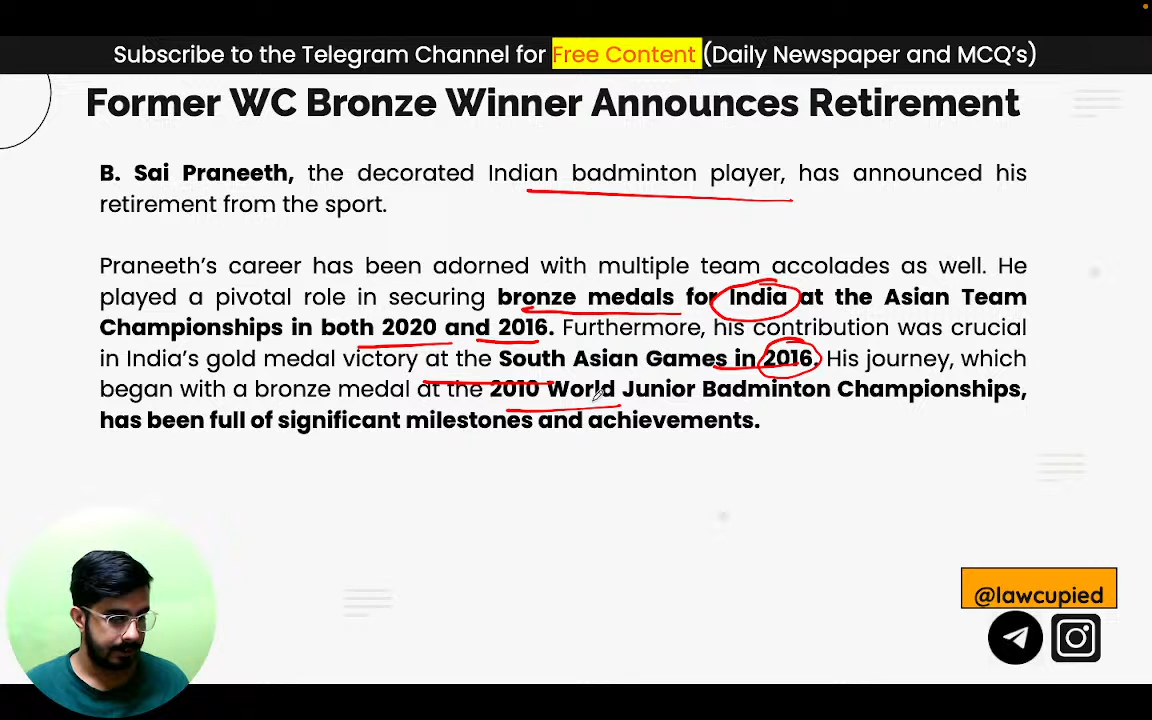 Subscribe to the Telegram Channel for Free Content (Daily Newspaper and MCQ's)
Former WC Bronze Winner Announces Retirement
B. Sai Praneeth, the decorated Indian badminton player, has announced his
retirement from the sport.
Praneeth's career has been adorned with multiple team accolades as well. He
played a pivotal role in securing bronze medals for India at the Asian Team
Championships in both 2020 and 2016. Furthermore, his contribution was crucial
in India's gold medal victory at the South Asian Games in 2016. His journey, which
began with a bronze medal at the 2010 World Junior Badminton Championships,
has been full of significant milestones and achievements.
@lawcupied